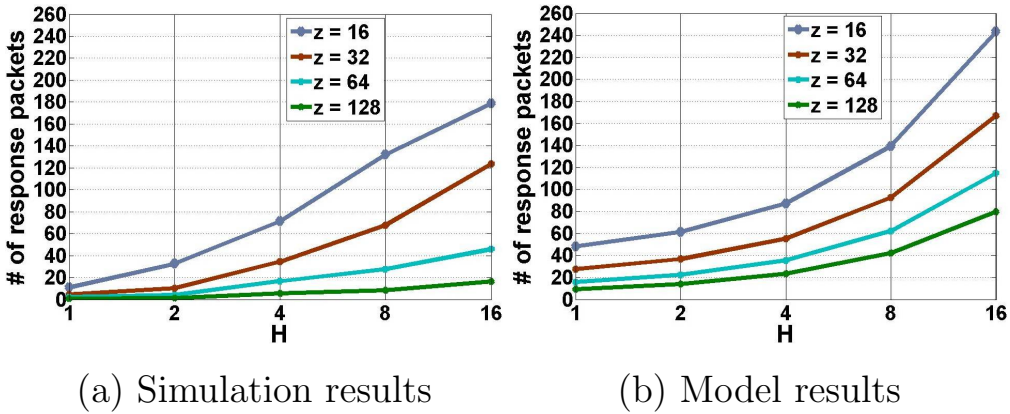 260
240
220
200
180
160
140
120
100
80
60
40
20
0
# of response packets
z = 16
z = 32
z = 64
z = 128
1 2 4 8 16
H
(a) Simulation results
260
240
220
200
180
160
140
120
100
80
60
40
20
0
# of response packets
z = 16
z = 32
z = 64
z = 128
1 2 4 8 16
H
(b) Model results